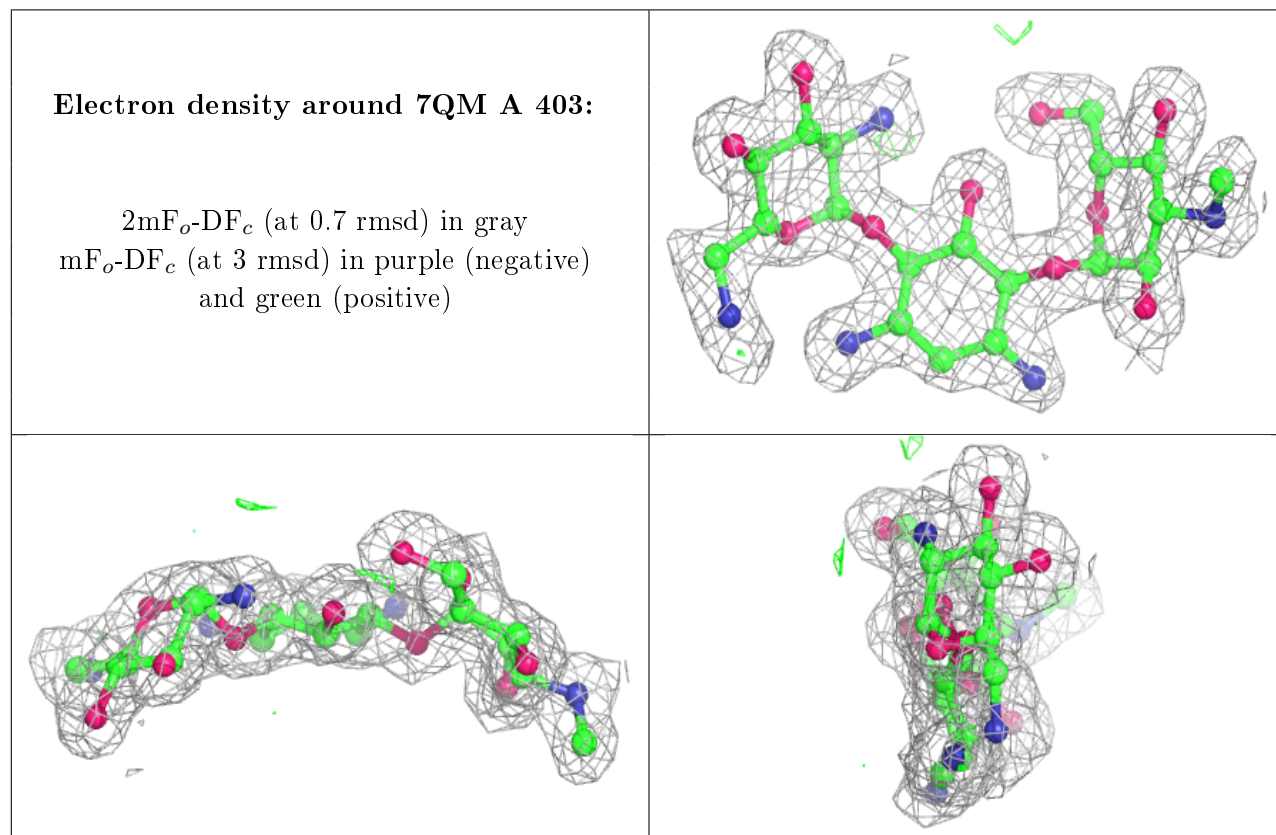 Electron density around 7QM A 403:
2mFₒ-DF𝒸 (at 0.7 rmsd) in gray
mFₒ-DF𝒸 (at 3 rmsd) in purple (negative)
and green (positive)